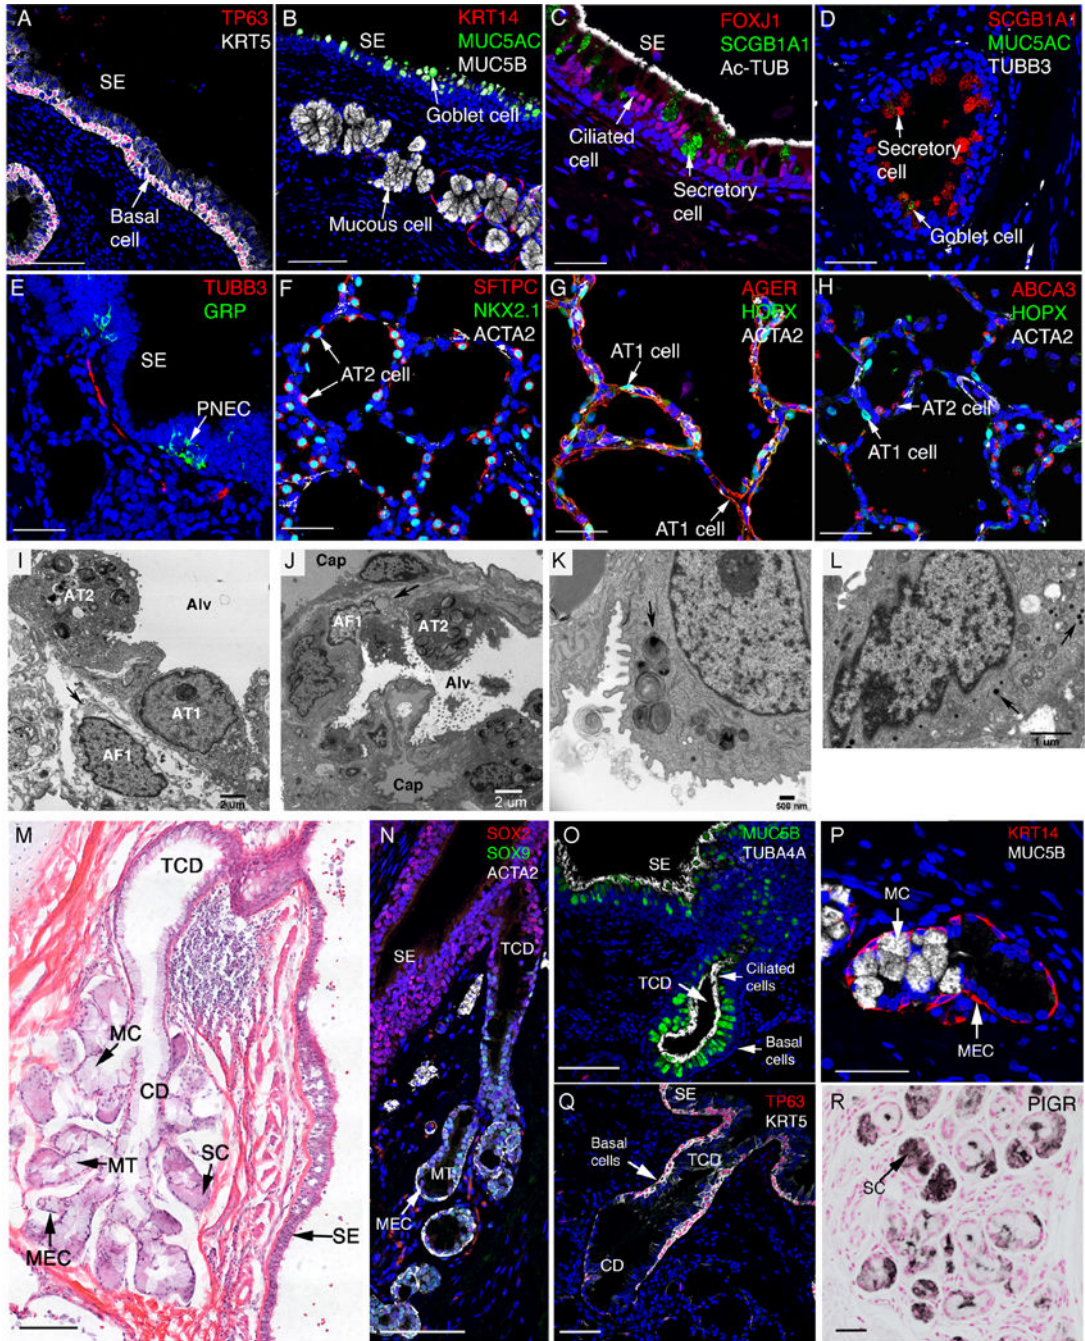 A
TP63
KRT5
SE
Basal
cell
B
KRT14
MUC5AC
MUC5B
SE
Goblet cell
Mucous cell
C
FOXJ1
SCGB1A1
Ac-TUB
SE
Ciliated
cell
Secretory
cell
D
SCGB1A1
MUC5AC
TUBB3
Secretory
cell
Goblet cell
E
TUBB3
GRP
SE
PNEC
F
SFTPC
NKX2.1
ACTA2
AT2 cell
G
AGER
HOPX
ACTA2
AT1 cell
AT1 cell
H
ABCA3
HOPX
ACTA2
AT2 cell
AT1 cell
I
AT2
Alv
AT1
AF1
2 um
J
Cap
AF1
AT2
Alv
Cap
2 um
K
500 nm
L
1 um
M
TCD
MC
CD
MT
SC
MEC
SE
N
SOX2
SOX9
ACTA2
SE
TCD
MT
MEC
O
MUC5B
TUBA4A
SE
Ciliated
cells
TCD
Basal
cells
P
KRT14
MUC5B
MC
MEC
Q
TP63
KRT5
SE
Basal
cells
TCD
CD
R
PIGR
SC